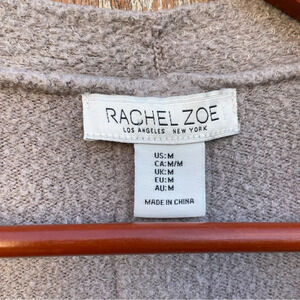 RACHEL ZOE
LOS ANGELES NEW YORK
US:M
CA:M/M
UK:M
EU:M
AU:M
MADE IN CHINA